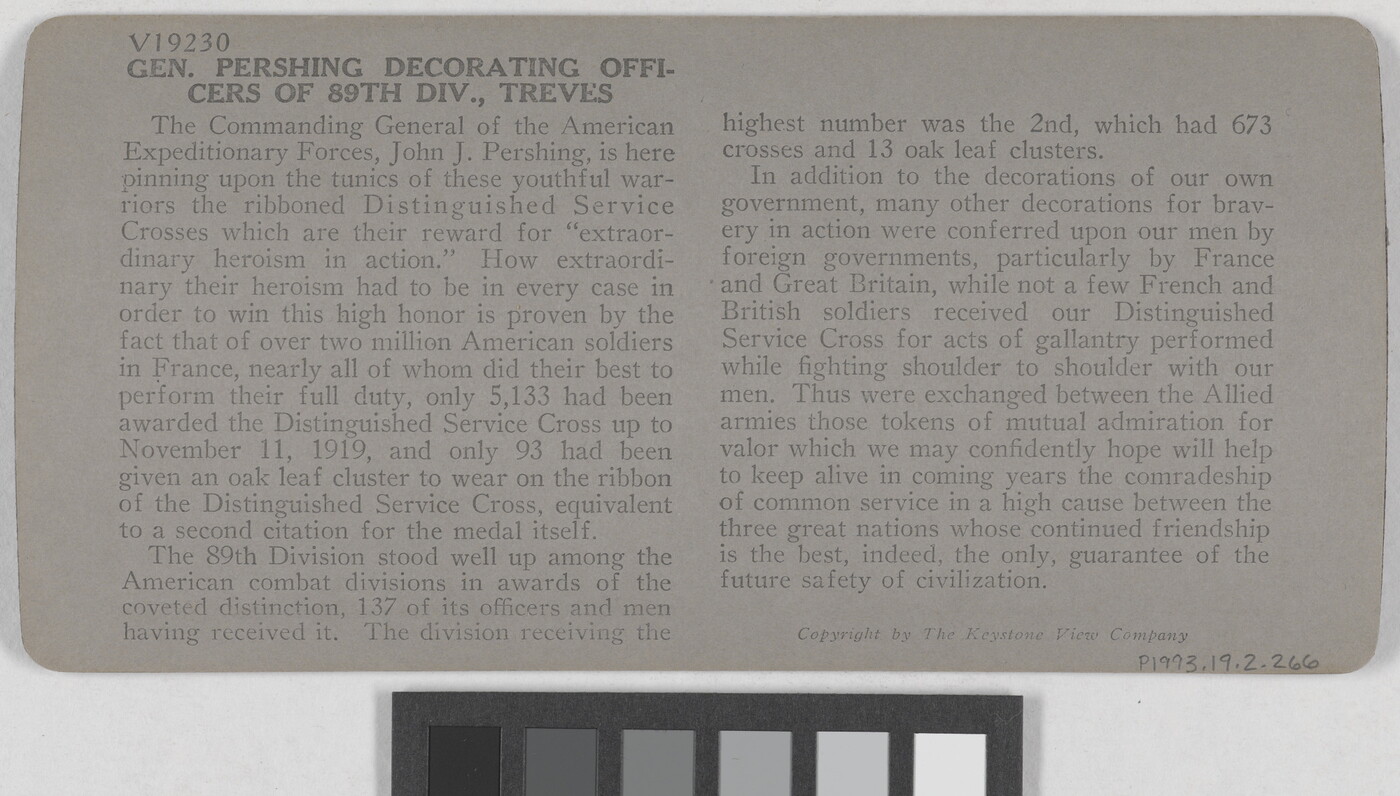 V19230
GEN. PERSHING DECORATING OFFI-
CERS OF 89TH DIV., TREVES
The Commanding General of the American
Expeditionary Forces, John J. Pershing, is here
pinning upon the tunics of these youthful war-
riors the ribboned Distinguished Service
Crosses which are their reward for “extraor-
dinary heroism in action.” How extraordi-
nary their heroism had to be in every case in
order to win this high honor is proven by the
fact that of over two million American soldiers
in France, nearly all of whom did their best to
perform their full duty, only 5,133 had been
awarded the Distinguished Service Cross up to
November 11, 1919, and only 93 had been
given an oak leaf cluster to wear on the ribbon
of the Distinguished Service Cross, equivalent
to a second citation for the medal itself.
The 89th Division stood well up among the
American combat divisions in awards of the
coveted distinction, 137 of its officers and men
having received it. The division receiving the
highest number was the 2nd, which had 673
crosses and 13 oak leaf clusters.
In addition to the decorations of our own
government, many other decorations for brav-
ery in action were conferred upon our men by
foreign governments, particularly by France
and Great Britain, while not a few French and
British soldiers received our Distinguished
Service Cross for acts of gallantry performed
while fighting shoulder to shoulder with our
men. Thus were exchanged between the Allied
armies those tokens of mutual admiration for
valor which we may confidently hope will help
to keep alive in coming years the comradeship
of common service in a high cause between the
three great nations whose continued friendship
is the best, indeed, the only, guarantee of the
future safety of civilization.
Copyright by The Keystone View Company
P1993.19.2.266